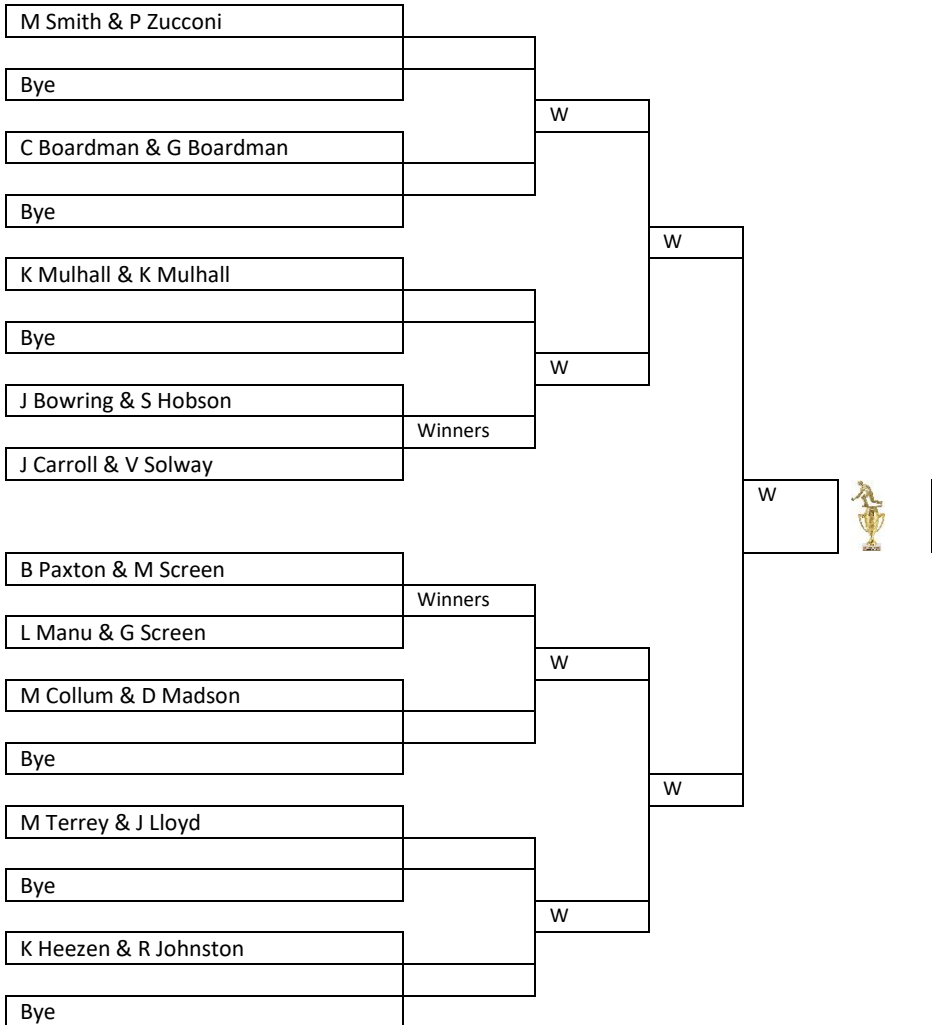 M Smith & P Zucconi
Bye
W
C Boardman & G Boardman
Bye
W
K Mulhall & K Mulhall
Bye
W
J Bowring & S Hobson
Winners
J Carroll & V Solway
W
B Paxton & M Screen
Winners
L Manu & G Screen
W
M Collum & D Madson
Bye
W
M Terrey & J Lloyd
Bye
W
K Heezen & R Johnston
Bye